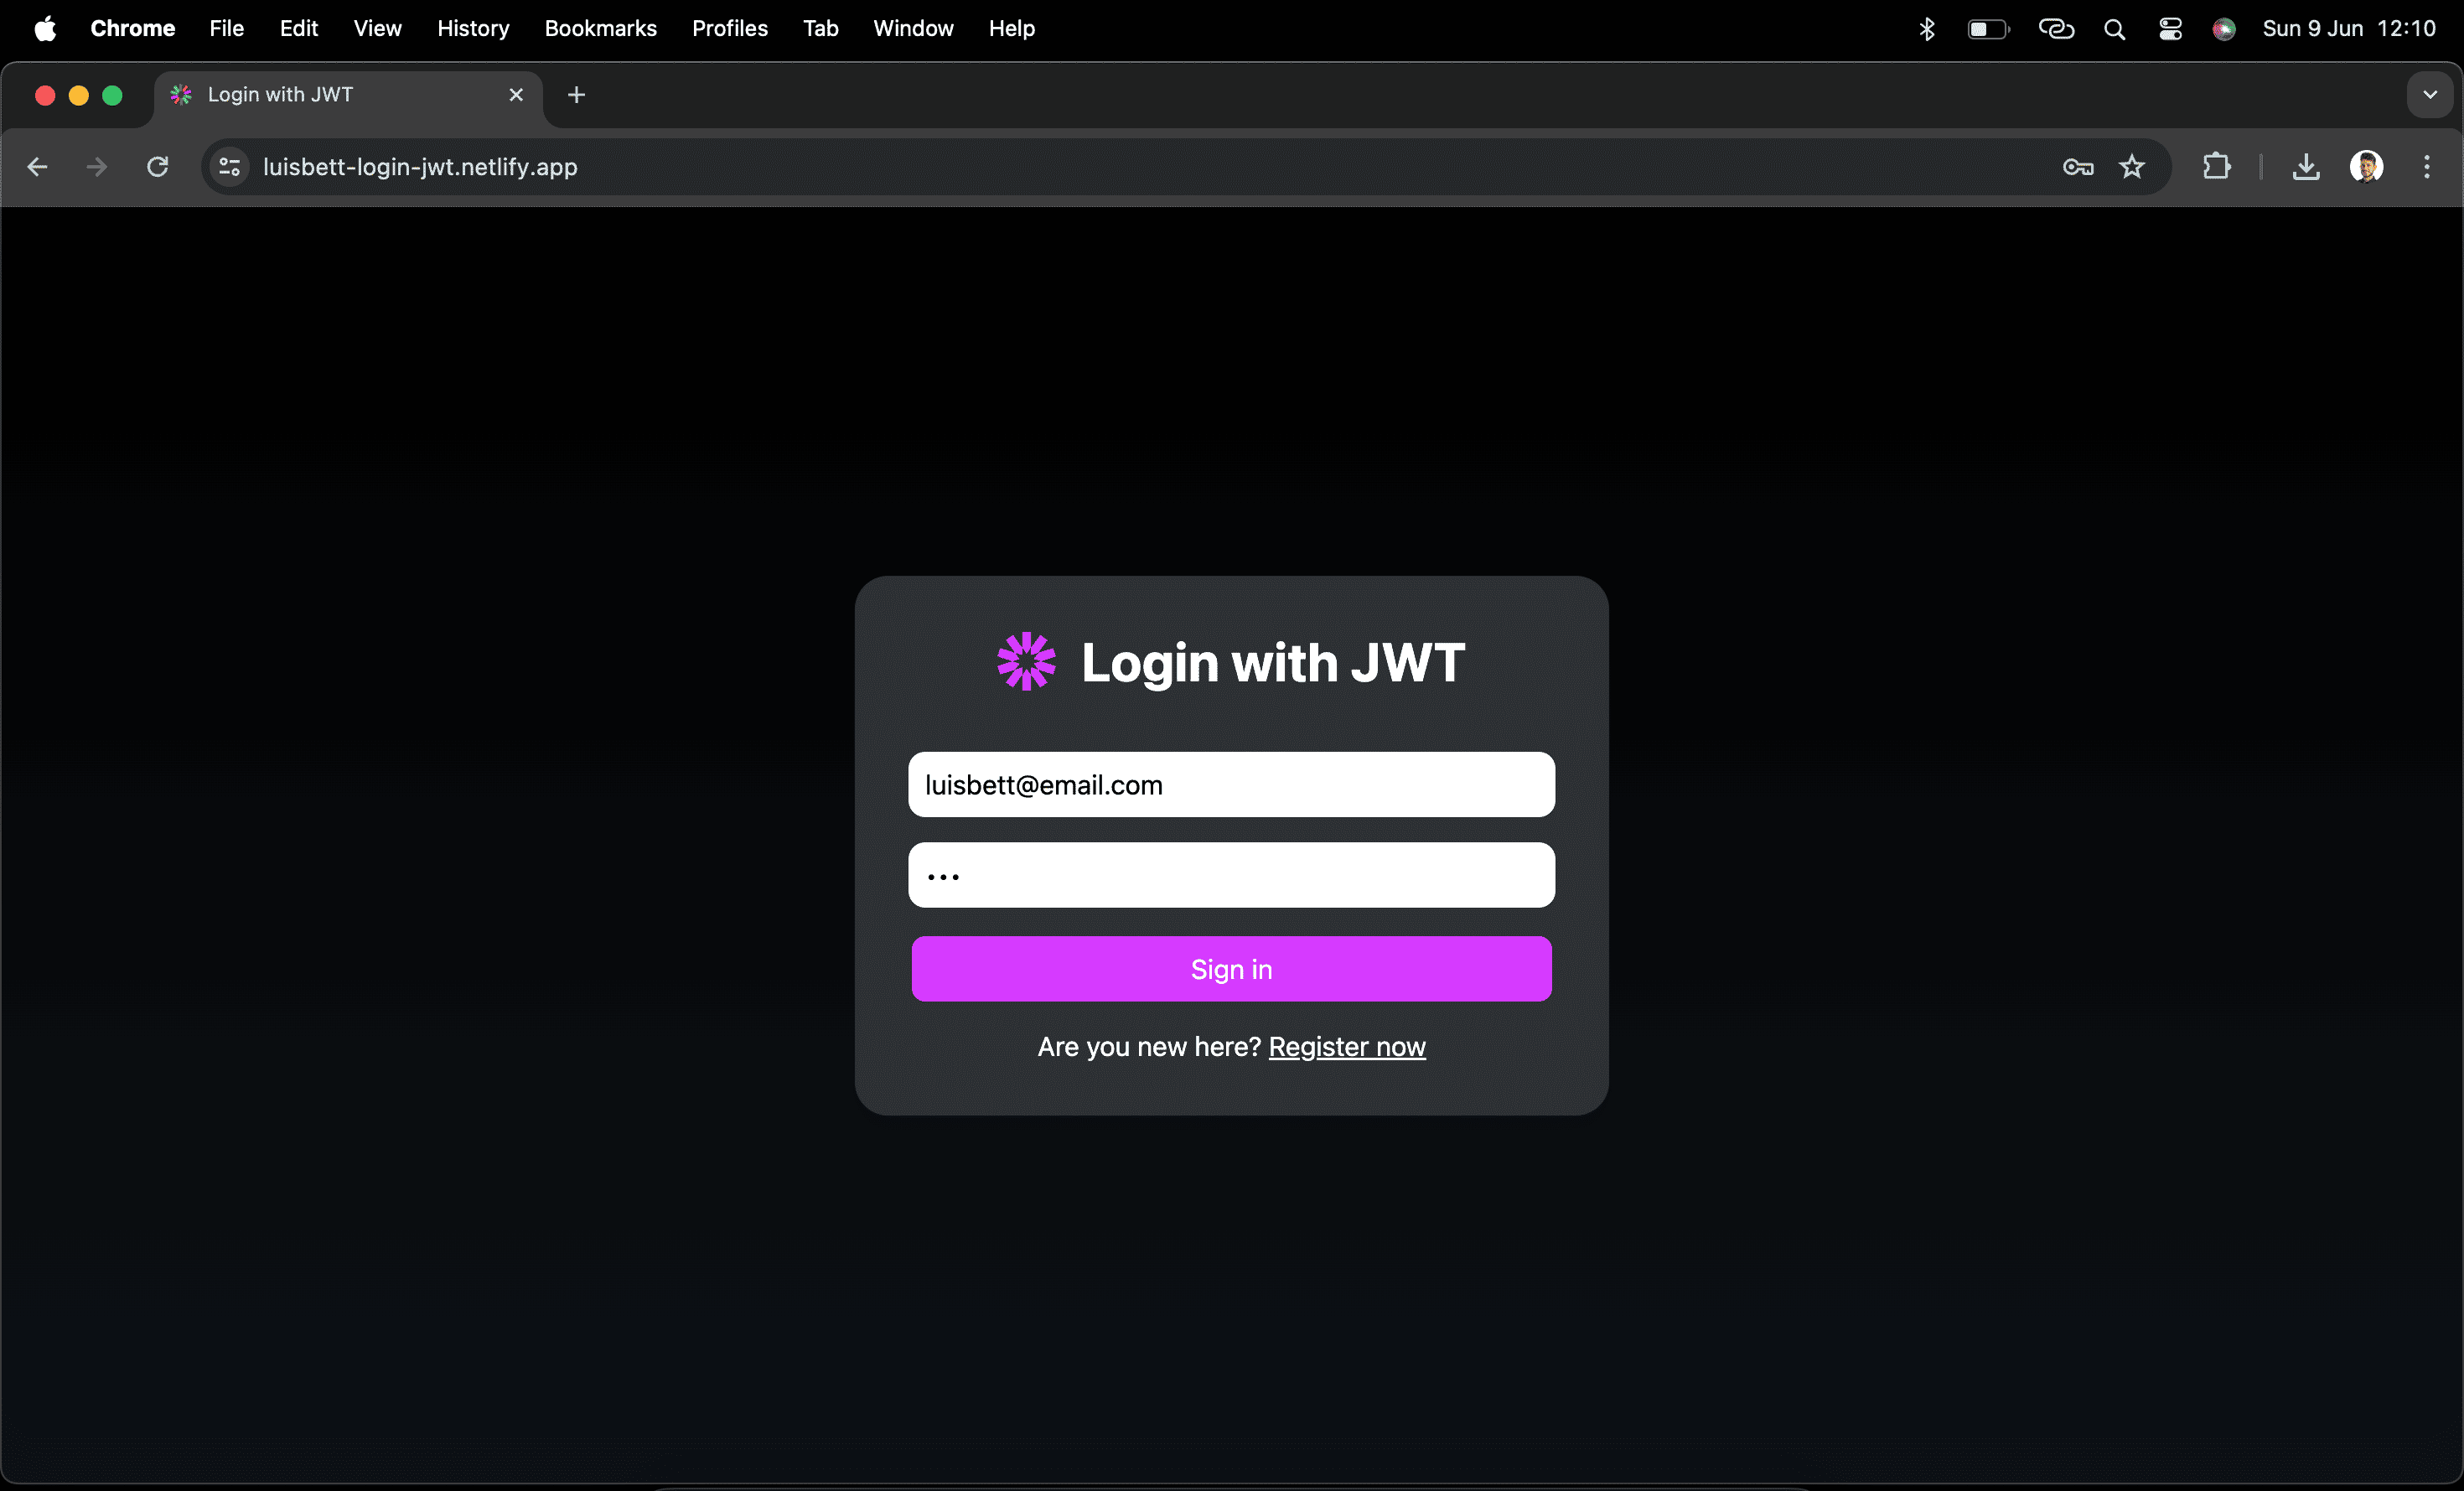 Chrome File Edit View History Bookmarks Profiles Tab Window Help Sun 9 Jun 12:10
Login with JWT
luisbett-login-jwt.netlify.app
Login with JWT
luisbett@email.com
•••
Sign in
Are you new here? Register now